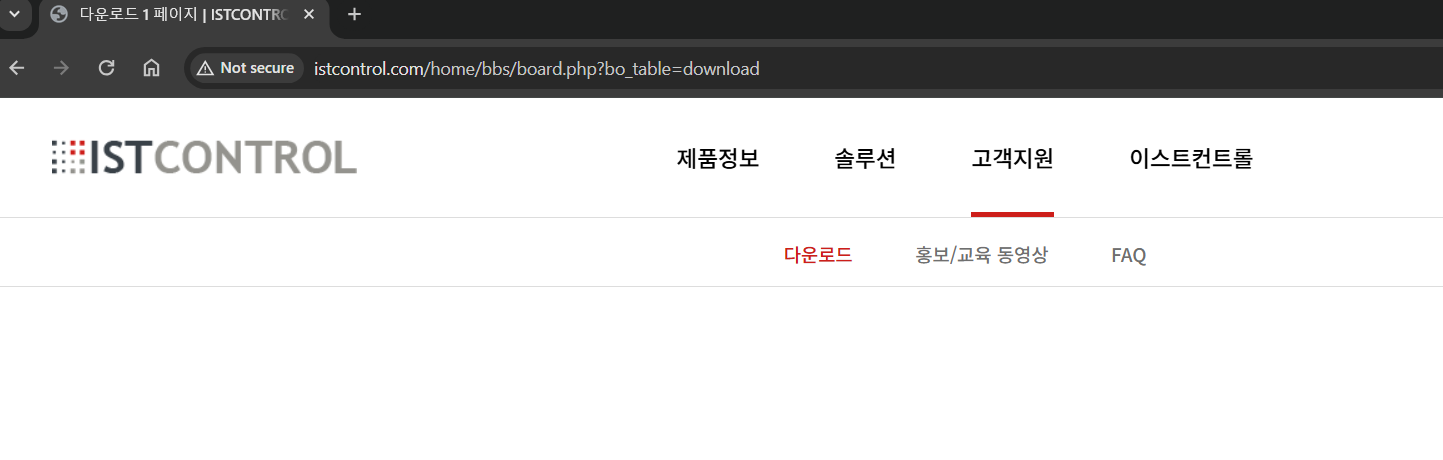 다운로드 1 페이지 | ISTCONTRO
Not secure
istcontrol.com/home/bbs/board.php?bo_table=download
ISTCONTROL
제품정보
솔루션
고객지원
이스트컨트롤
다운로드
홍보/교육 동영상
FAQ